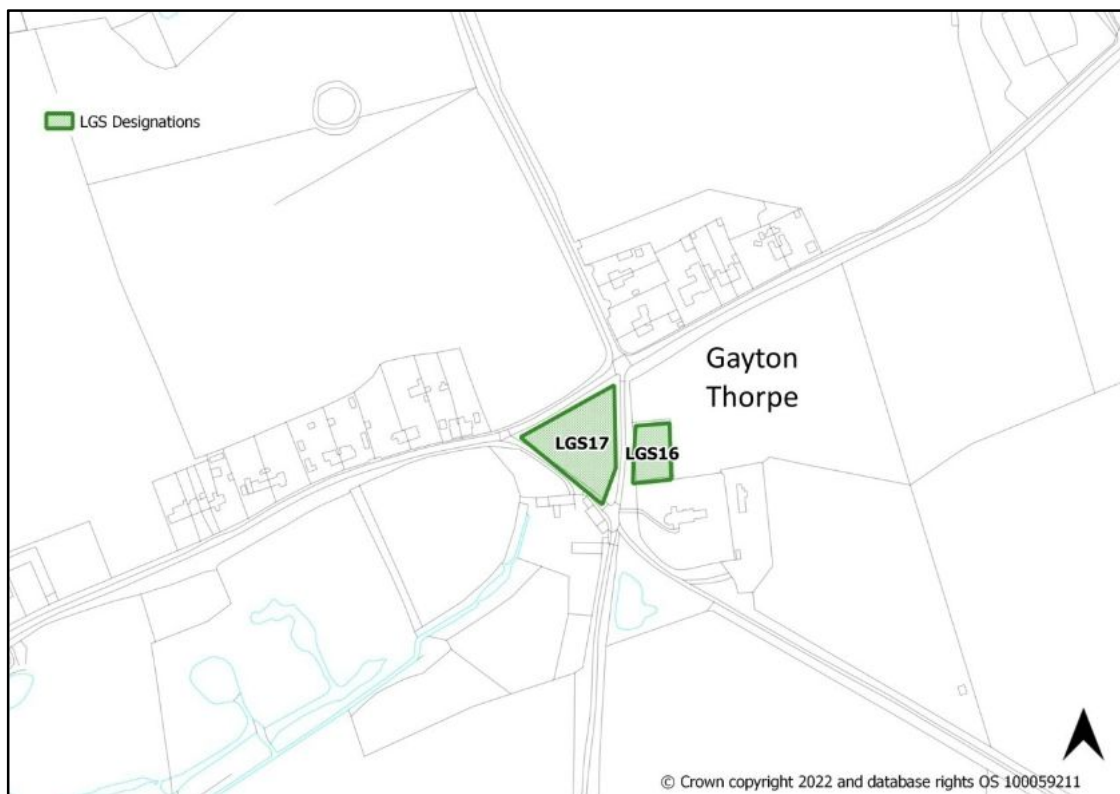 LGS Designations
Gayton
Thorpe
LGS17
LGS16
© Crown copyright 2022 and database rights OS 100059211